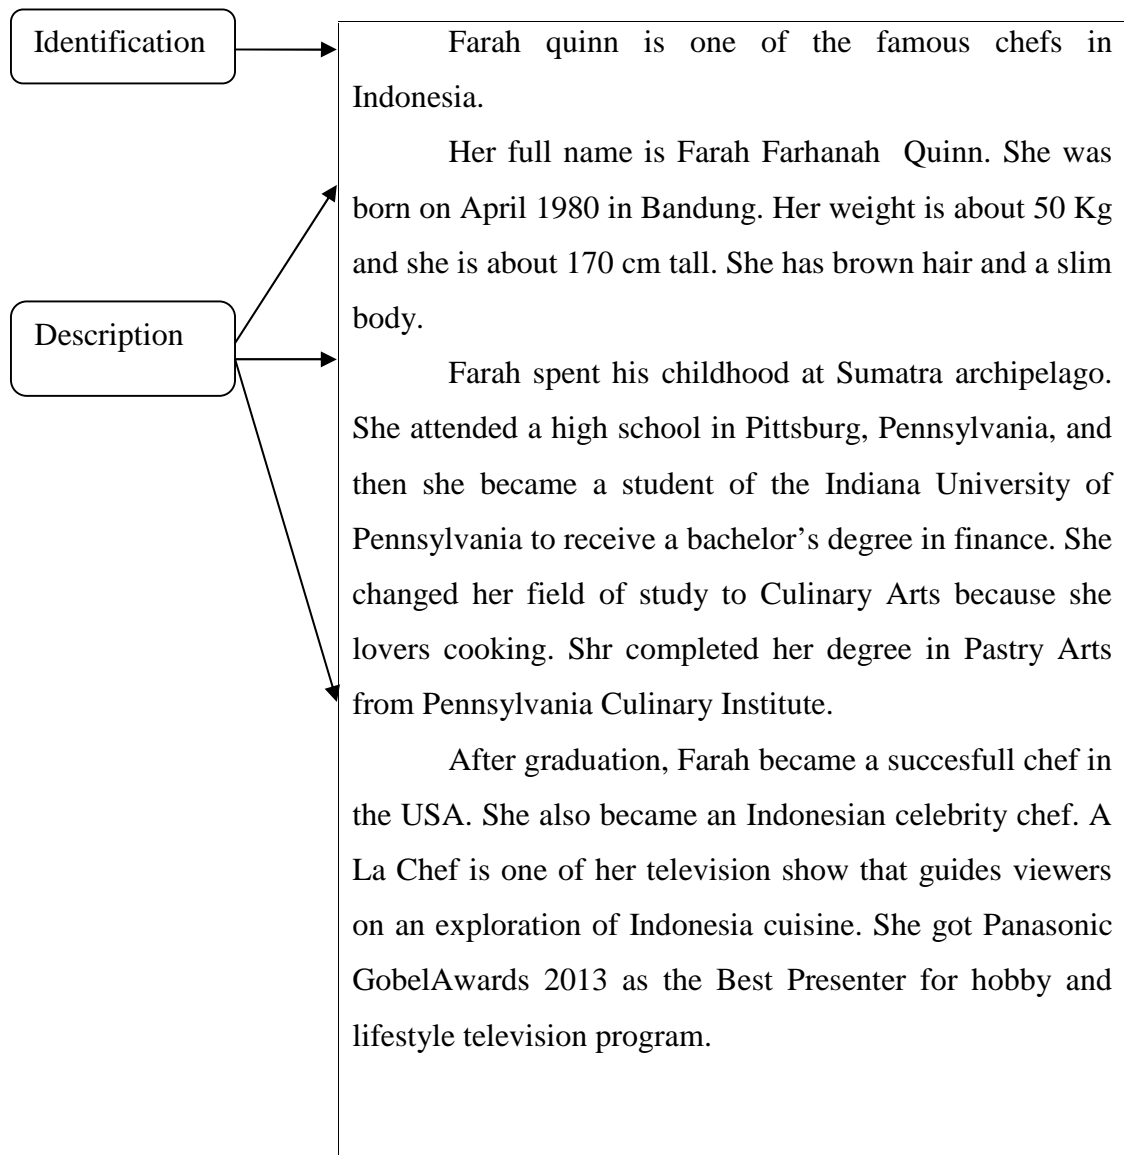 Identification
Farah quinn is one of the famous chefs in
Indonesia.
Her full name is Farah Farhanah Quinn. She was
born on April 1980 in Bandung. Her weight is about 50 Kg
and she is about 170 cm tall. She has brown hair and a slim
body.
Description
Farah spent his childhood at Sumatra archipelago.
She attended a high school in Pittsburg, Pennsylvania, and
then she became a student of the Indiana University of
Pennsylvania to receive a bachelor’s degree in finance. She
changed her field of study to Culinary Arts because she
lovers cooking. Shr completed her degree in Pastry Arts
from Pennsylvania Culinary Institute.
After graduation, Farah became a succesfull chef in
the USA. She also became an Indonesian celebrity chef. A
La Chef is one of her television show that guides viewers
on an exploration of Indonesia cuisine. She got Panasonic
GobelAwards 2013 as the Best Presenter for hobby and
lifestyle television program.